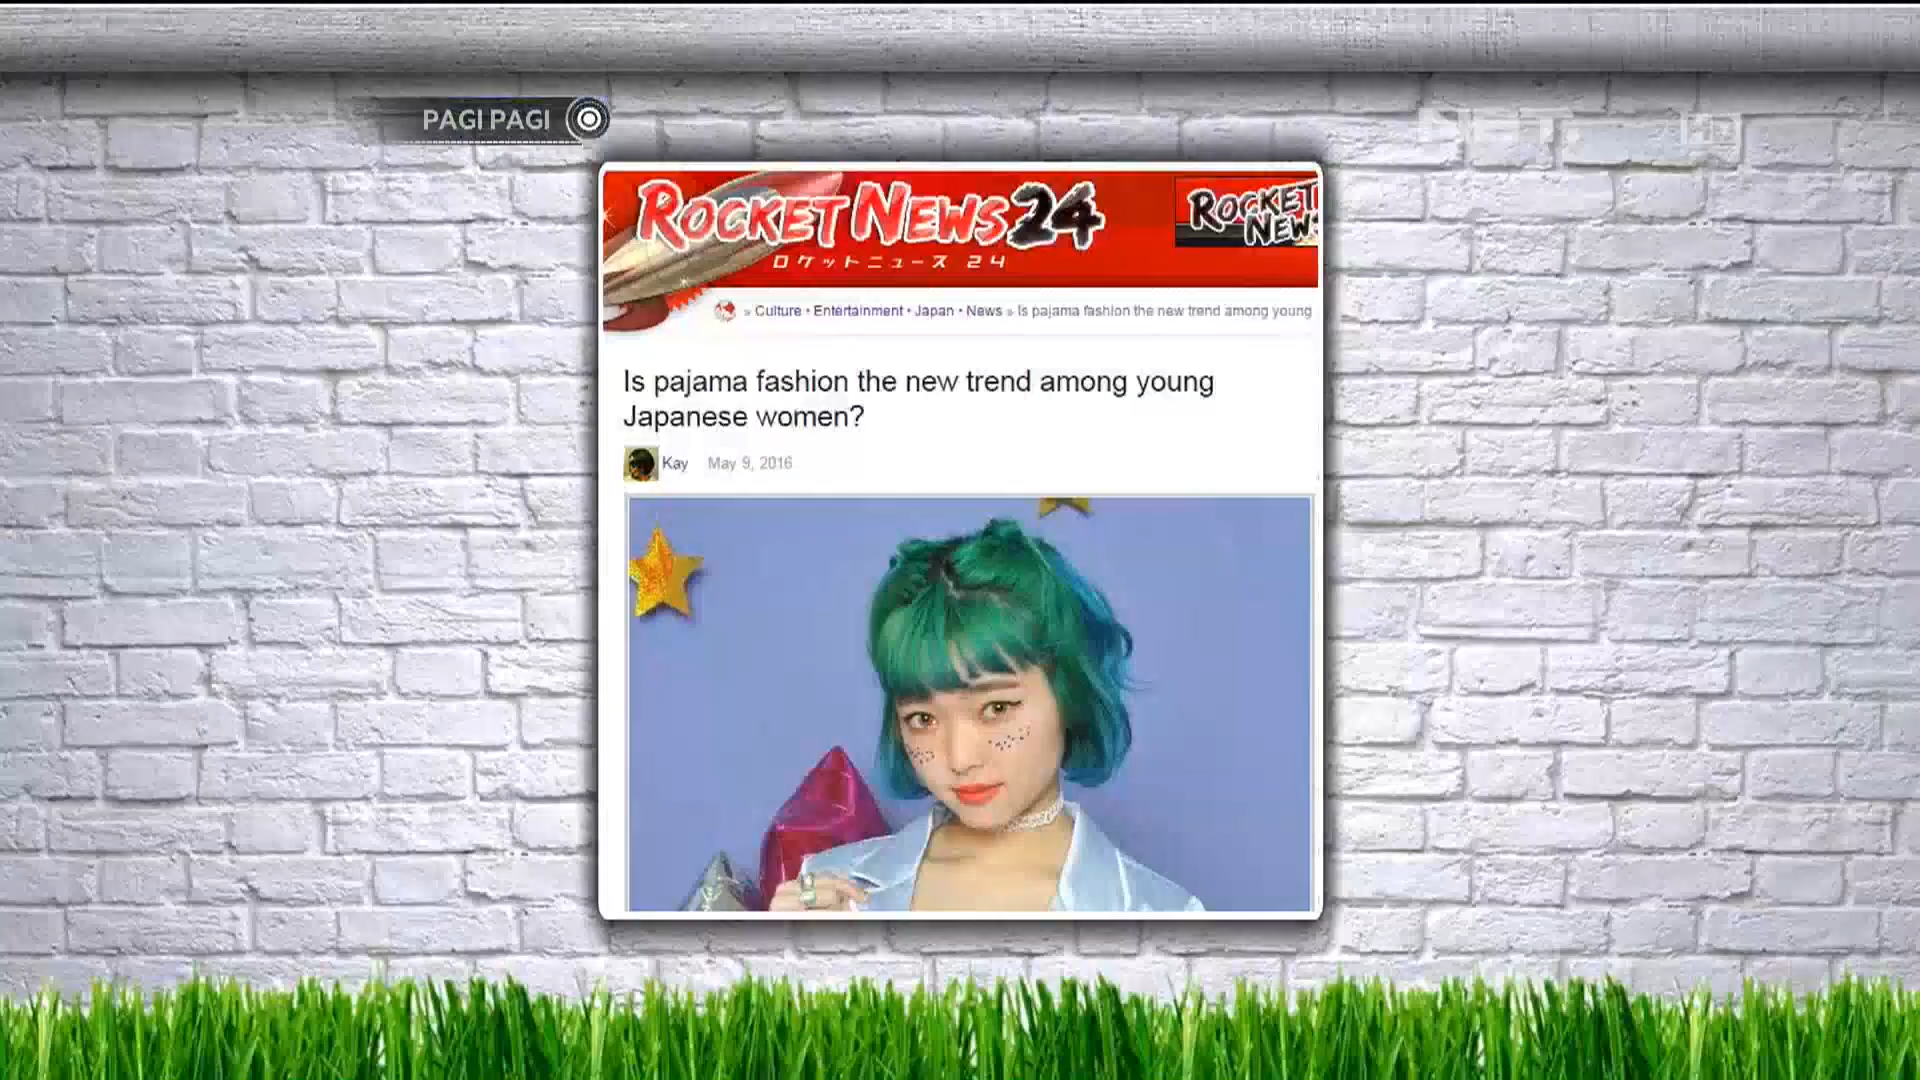 PAGI PAGI
NET.
HD
ROCKET NEWS 24
ロケットニュース 24
ROCKET
NEWS
» Culture • Entertainment • Japan • News » Is pajama fashion the new trend among young
Is pajama fashion the new trend among young
Japanese women?
Kay May 9, 2016